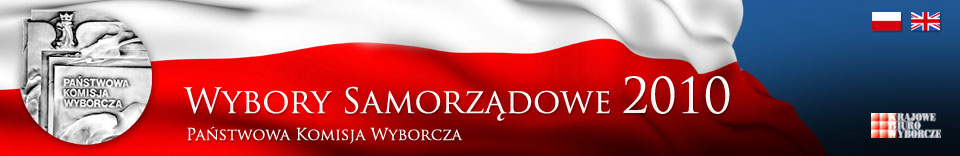 PAŃSTWOWA
KOMISJA
WYBORCZA
Wybory Samorządowe 2010
Państwowa Komisja Wyborcza
KRAJOWE
BIURO
WYBORCZE